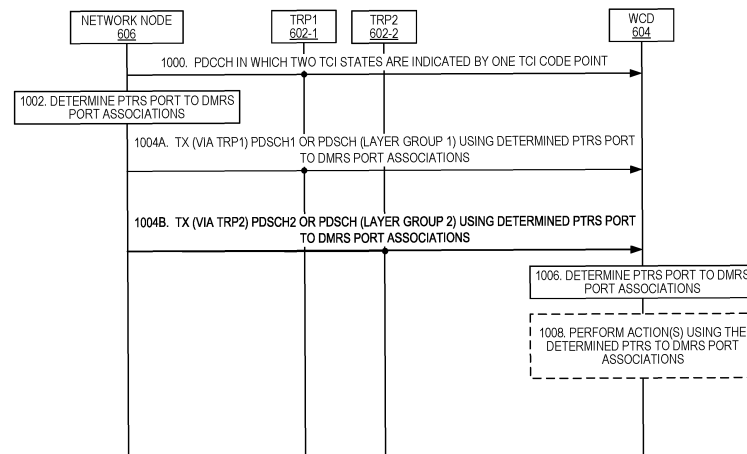 NETWORK NODE
606
TRP1
602-1
TRP2
602-2
WCD
604
1000. PDCCH IN WHICH TWO TCI STATES ARE INDICATED BY ONE TCI CODE POINT
1002. DETERMINE PTRS PORT TO DMRS
PORT ASSOCIATIONS
1004A. TX (VIA TRP1) PDSCH1 OR PDSCH (LAYER GROUP 1) USING DETERMINED PTRS PORT
TO DMRS PORT ASSOCIATIONS
1004B. TX (VIA TRP2) PDSCH2 OR PDSCH (LAYER GROUP 2) USING DETERMINED PTRS PORT
TO DMRS PORT ASSOCIATIONS
1006. DETERMINE PTRS PORT TO DMRS
PORT ASSOCIATIONS
1008. PERFORM ACTION(S) USING THE
DETERMINED PTRS TO DMRS PORT
ASSOCIATIONS